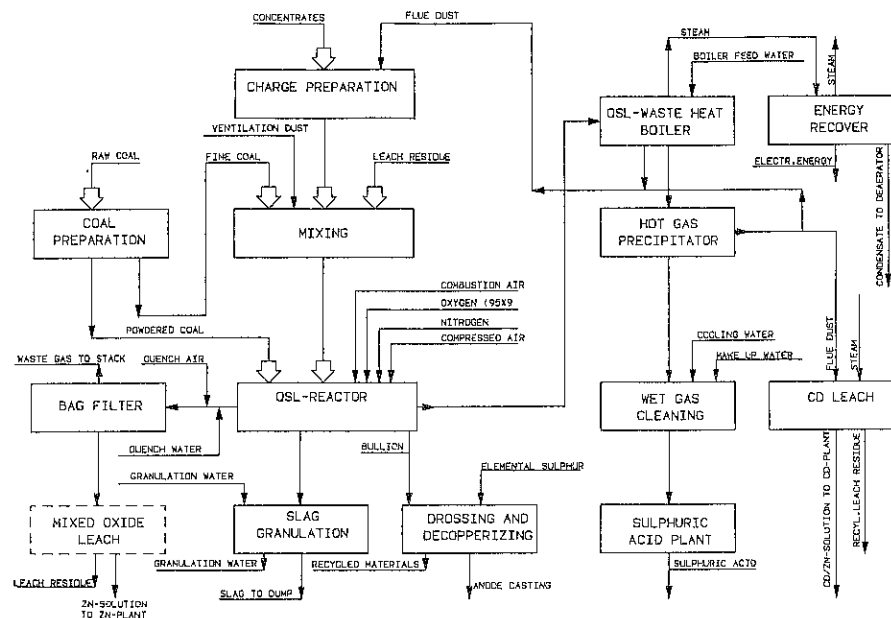 CONCENTRATES
FLUE DUST
STEAM
BOILER FEED WATER
STEAM
CHARGE PREPARATION
QSL-WASTE HEAT
BOILER
ENERGY
RECOVER
VENTILATION DUST
RAW COAL
FINE COAL
LEACH RESIDUE
ELECTR.ENERGY
CONDENSATE TO DEAERATOR
COAL
PREPARATION
MIXING
HOT GAS
PRECIPITATOR
COMBUSTION AIR
OXYGEN (95X9
NITROGEN
COMPRESSED AIR
POWDERED COAL
COOLING WATER
MAKE UP WATER
FLUE DUST
STEAM
WASTE GAS TO STACK
QUENCH AIR
BAG FILTER
QSL-REACTOR
WET GAS
CLEANING
CD LEACH
QUENCH WATER
BULLION
GRANULATION WATER
ELEMENTAL SULPHUR
MIXED OXIDE
LEACH
SLAG
GRANULATION
DROSSING AND
DECOPPERIZING
SULPHURIC
ACID PLANT
CD/ZN-SOLUTION TO CD-PLANT
RECYL.LEACH RESIDUE
LEACH RESIDUE
GRANULATION WATER
RECYCLED MATERIALS
SULPHURIC ACID
ZN-SOLUTION
TO ZN-PLANT
SLAG TO DUMP
ANODE CASTING